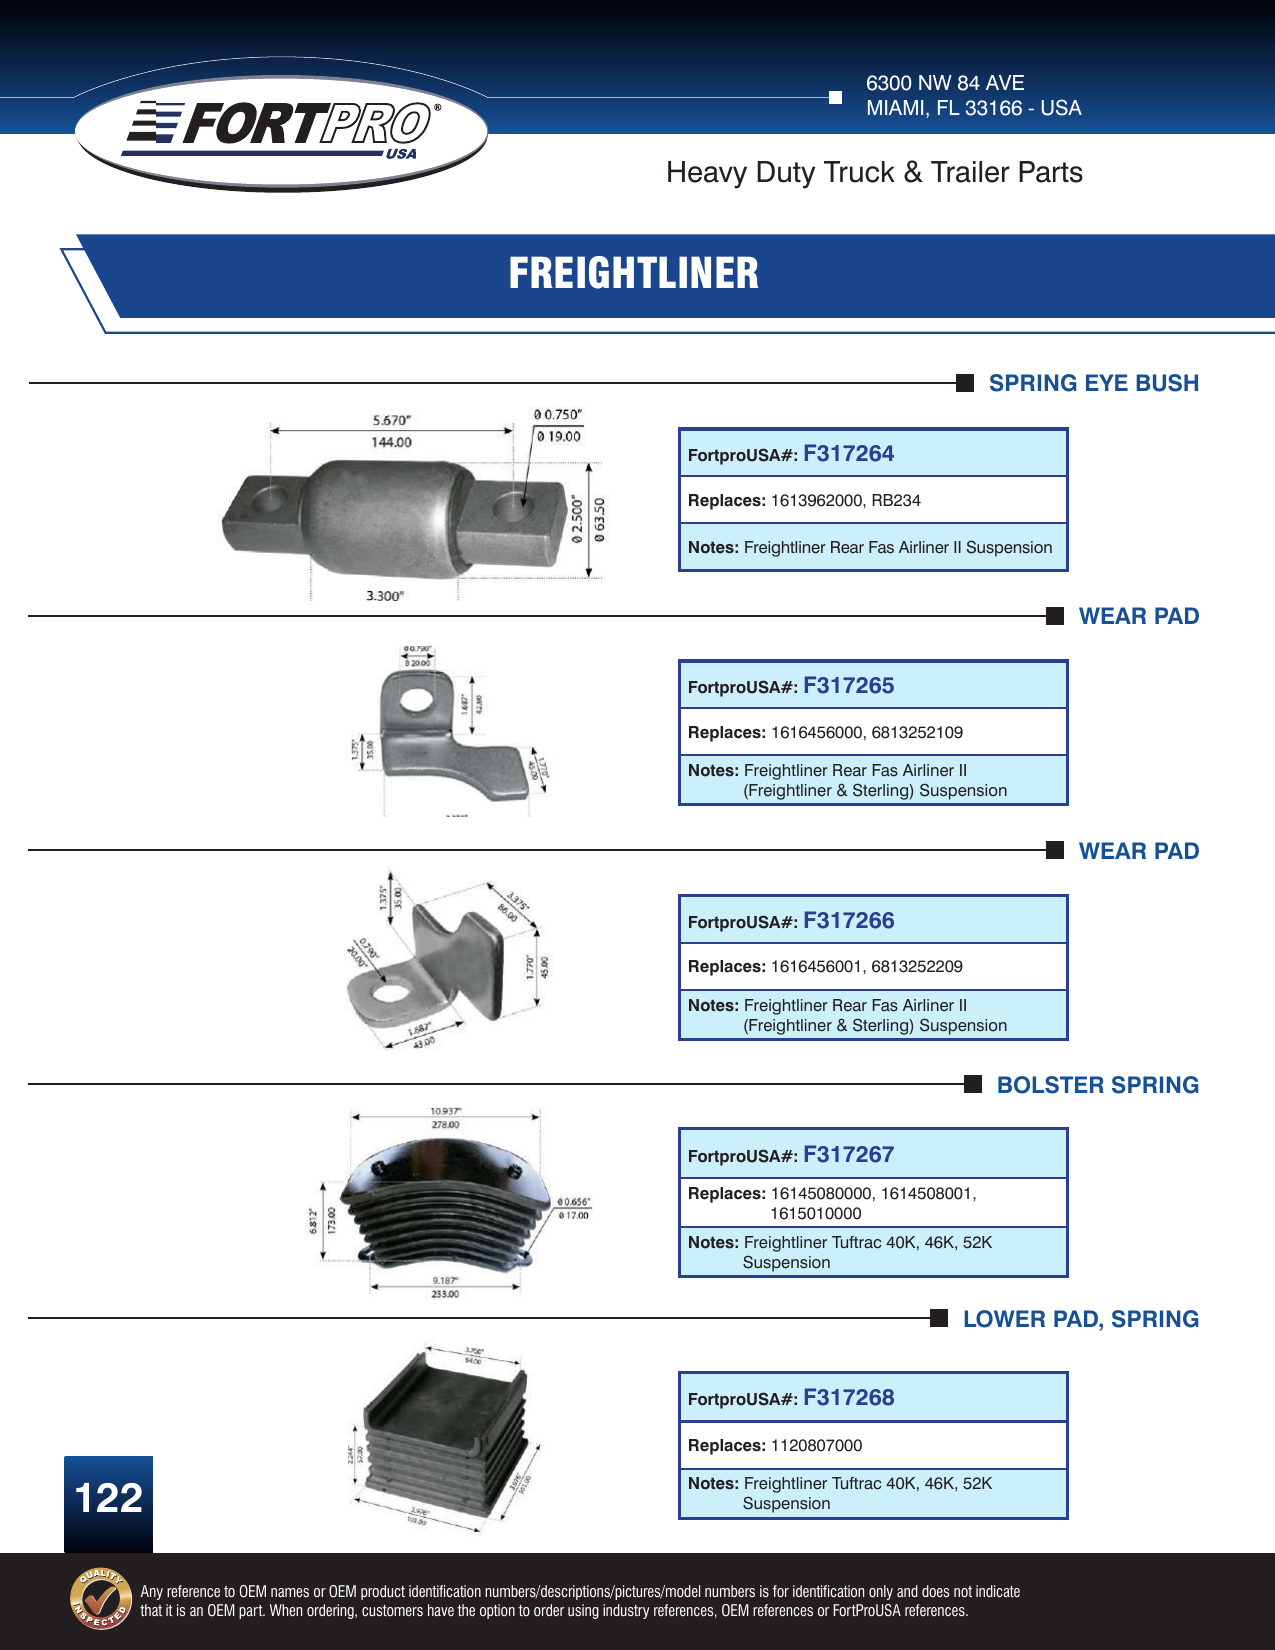 6300 NW 84 AVE
MIAMI, FL 33166 - USA
FORTPRO®
USA
Heavy Duty Truck & Trailer Parts
FREIGHTLINER
SPRING EYE BUSH
5.670"
144.00
Ø 0.750"
Ø 19.00
Ø 2.500"
Ø 63.50
3.300"
FortproUSA#: F317264
Replaces: 1613962000, RB234
Notes: Freightliner Rear Fas Airliner II Suspension
WEAR PAD
Ø 0.790"
Ø 20.00
1.687"
42.80
1.375"
35.00
1.770"
45.00
FortproUSA#: F317265
Replaces: 1616456000, 6813252109
Notes: Freightliner Rear Fas Airliner II
(Freightliner & Sterling) Suspension
WEAR PAD
1.375"
35.00
3.375"
86.00
0.790"
20.00"
1.770"
45.00
1.687"
43.00
FortproUSA#: F317266
Replaces: 1616456001, 6813252209
Notes: Freightliner Rear Fas Airliner II
(Freightliner & Sterling) Suspension
BOLSTER SPRING
10.937"
278.00
6.812"
173.00
Ø 0.656"
Ø 17.00
9.187"
233.00
FortproUSA#: F317267
Replaces: 16145080000, 1614508001,
1615010000
Notes: Freightliner Tuftrac 40K, 46K, 52K
Suspension
LOWER PAD, SPRING
3.700"
94.00
2.244"
57.00
3.976"
101.00
FortproUSA#: F317268
Replaces: 1120807000
Notes: Freightliner Tuftrac 40K, 46K, 52K
Suspension
122
QUALITY
INSPECTED
Any reference to OEM names or OEM product identification numbers/descriptions/pictures/model numbers is for identification only and does not indicate
that it is an OEM part. When ordering, customers have the option to order using industry references, OEM references or FortProUSA references.